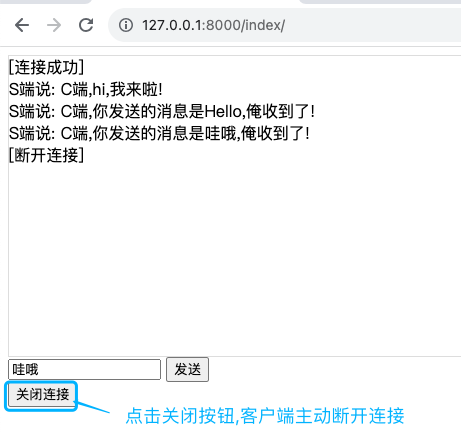 127.0.0.1:8000/index/
[连接成功]
S端说: C端,hi,我来啦!
S端说: C端,你发送的消息是Hello,俺收到了!
S端说: C端,你发送的消息是哇哦,俺收到了!
[断开连接]
哇哦 发送
关闭连接
点击关闭按钮,客户端主动断开连接